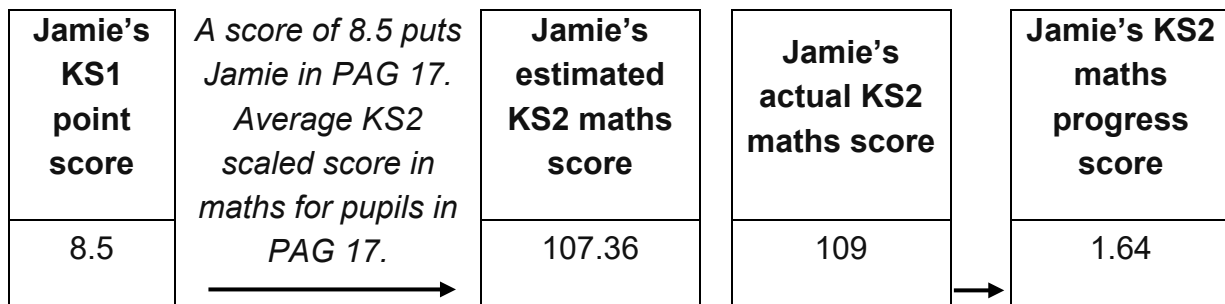 Jamie’s
KS1
point
score
8.5
A score of 8.5 puts
Jamie in PAG 17.
Average KS2
scaled score in
maths for pupils in
PAG 17.
Jamie’s
estimated
KS2 maths
score
107.36
Jamie’s
actual KS2
maths score
109
Jamie’s KS2
maths
progress
score
1.64